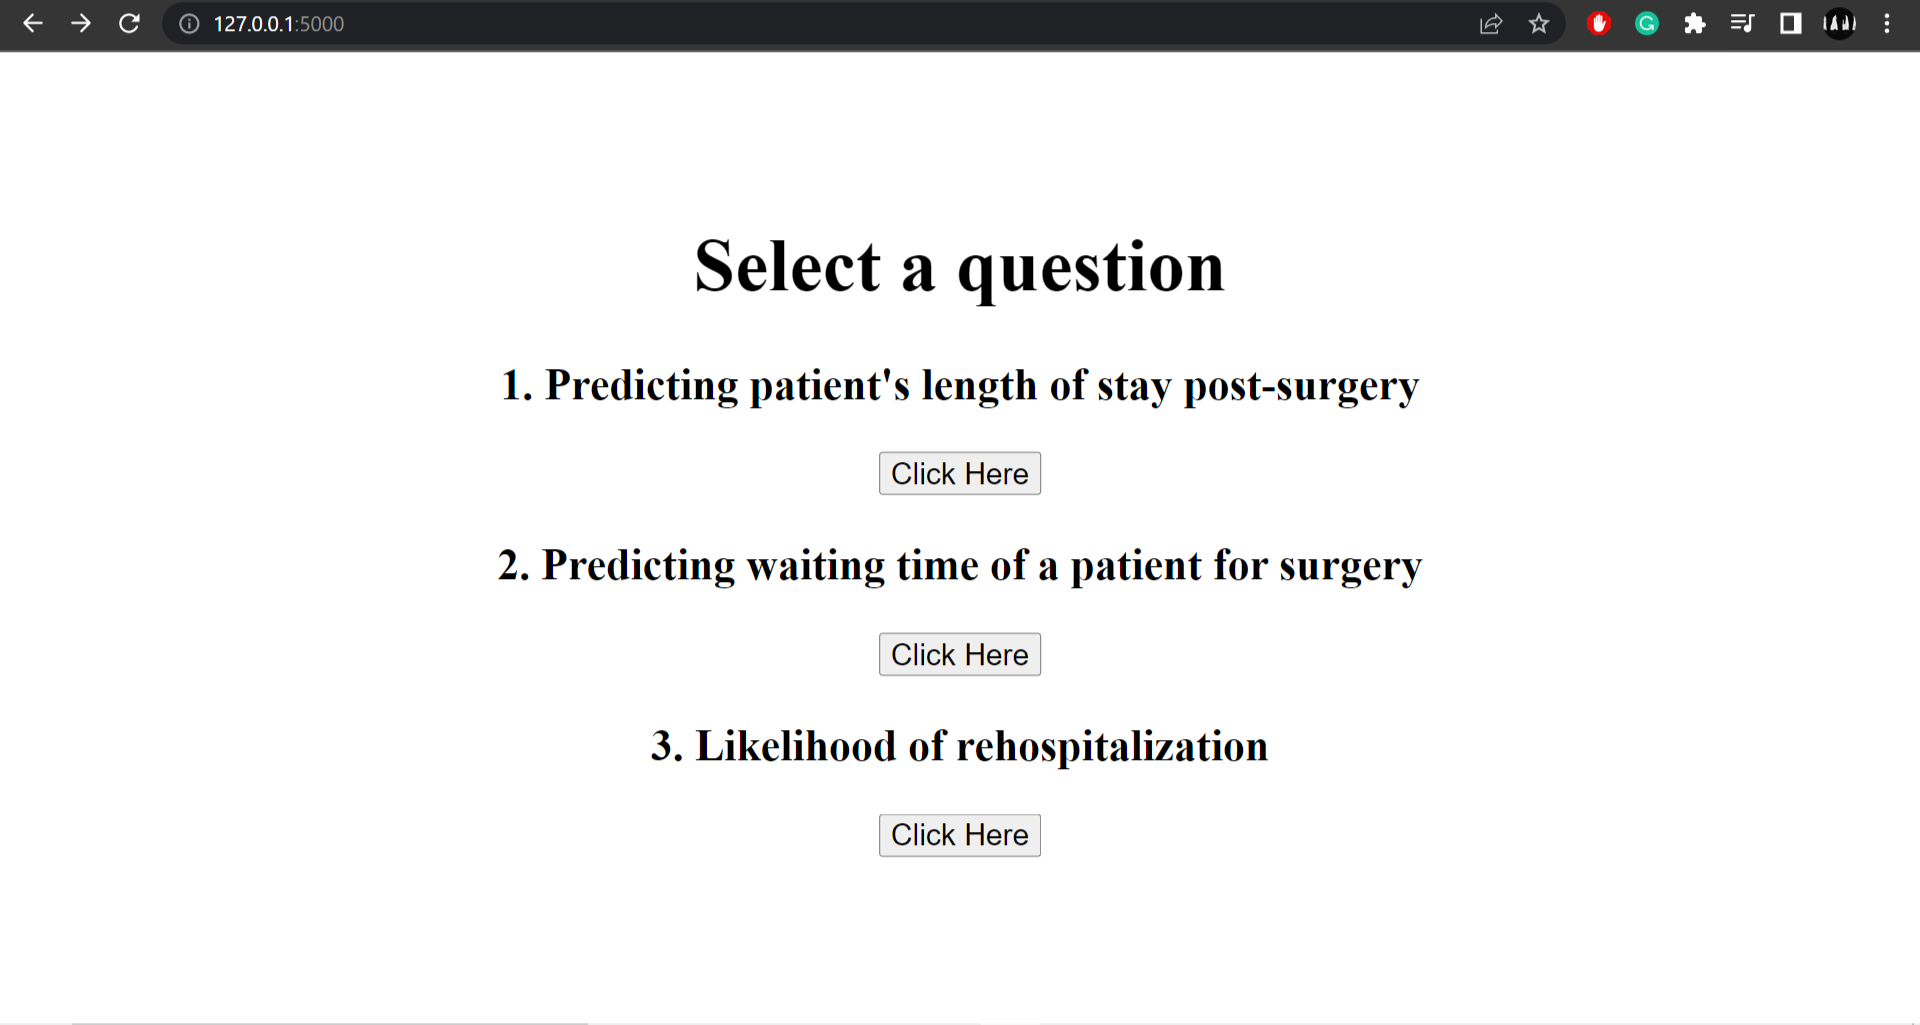 127.0.0.1:5000
Select a question
1. Predicting patient's length of stay post-surgery
Click Here
2. Predicting waiting time of a patient for surgery
Click Here
3. Likelihood of rehospitalization
Click Here